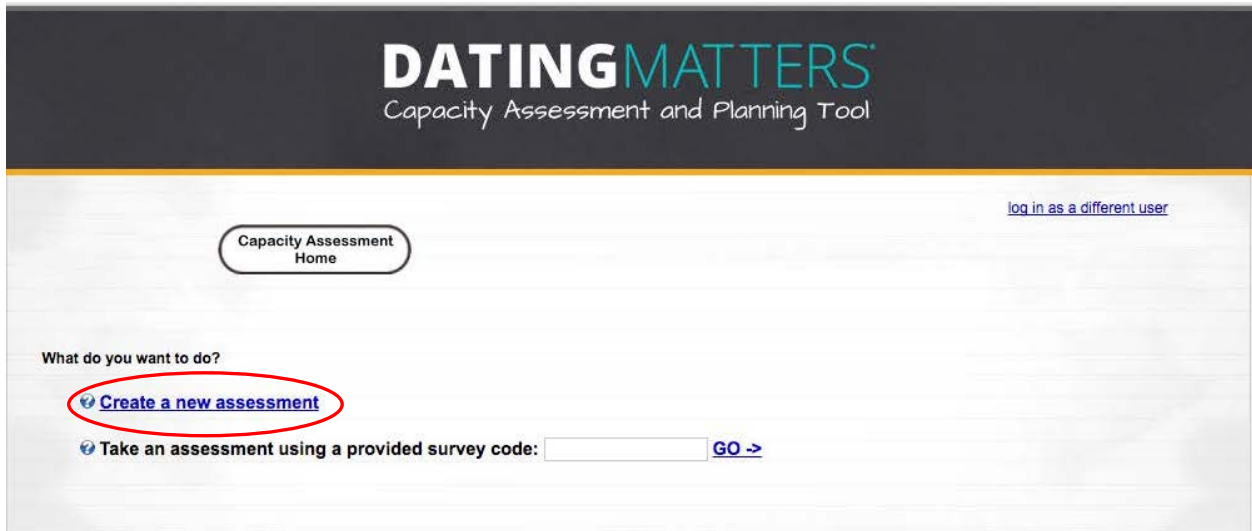 DATINGMATTERS®
Capacity Assessment and Planning Tool
log in as a different user
Capacity Assessment
Home
What do you want to do?
Create a new assessment
Take an assessment using a provided survey code: GO ->